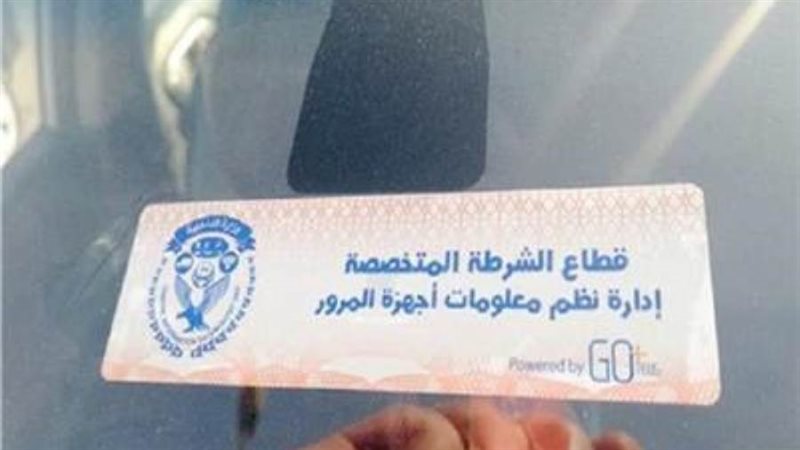 قطاع الشرطة المتخصصة
إدارة نظم معلومات أجهزة المرور
Powered by GO+